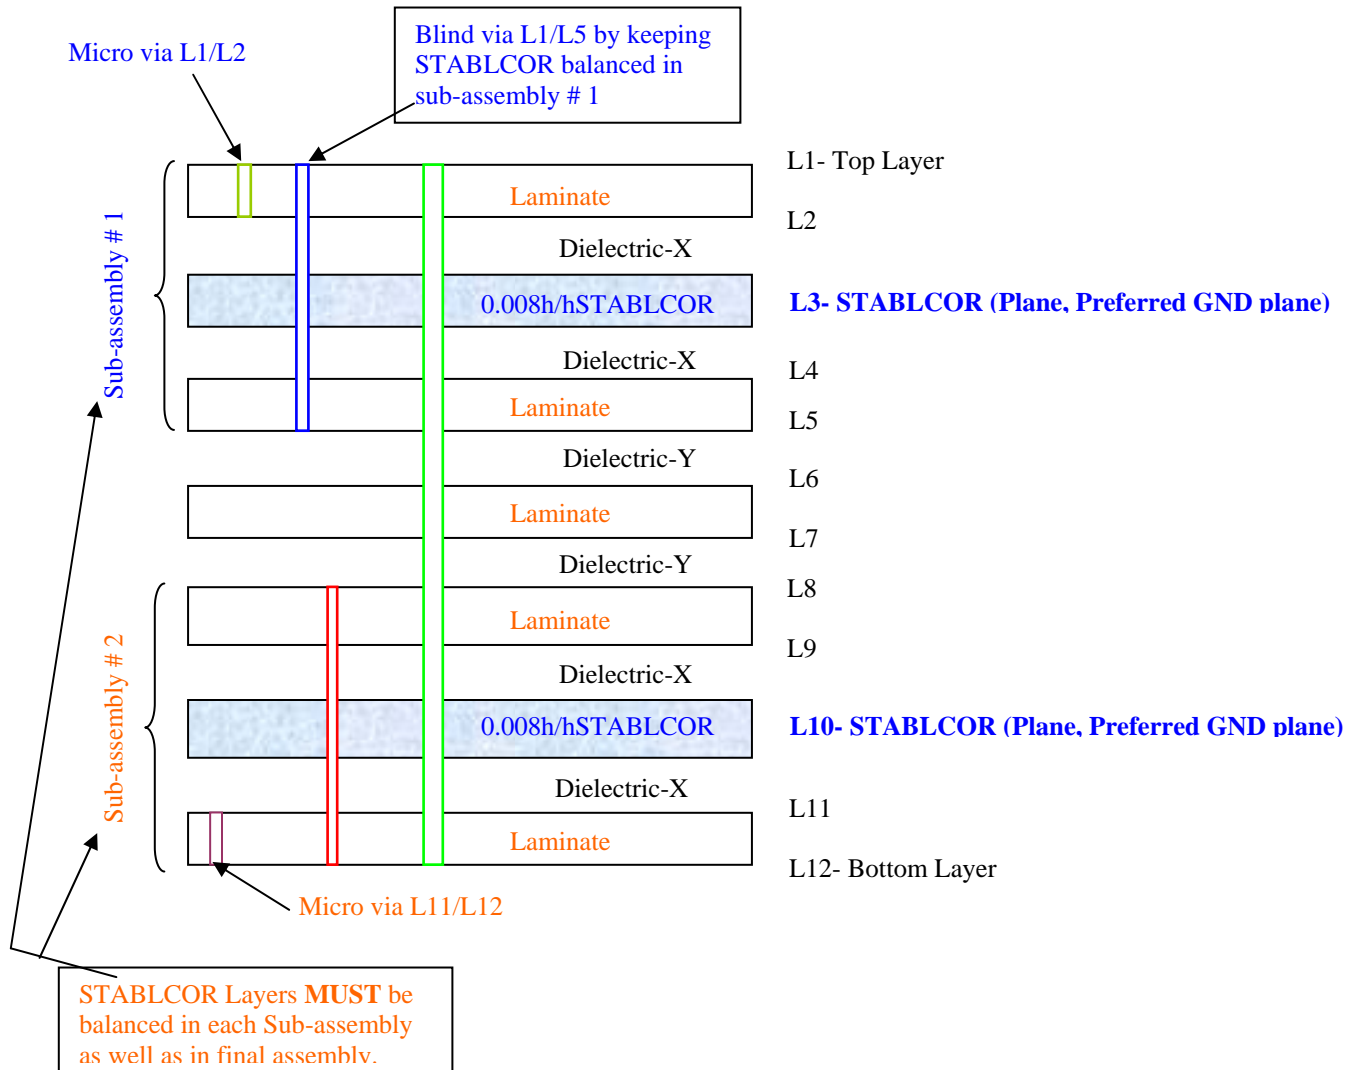 Micro via L1/L2
Blind via L1/L5 by keeping
STABLCOR balanced in
sub-assembly # 1
Sub-assembly # 1
Laminate
L1- Top Layer
L2
Dielectric-X
0.008h/hSTABLCOR
L3- STABLCOR (Plane, Preferred GND plane)
Dielectric-X
L4
Laminate
L5
Dielectric-Y
L6
Laminate
L7
Dielectric-Y
L8
Sub-assembly # 2
Laminate
L9
Dielectric-X
0.008h/hSTABLCOR
L10- STABLCOR (Plane, Preferred GND plane)
Dielectric-X
L11
Laminate
L12- Bottom Layer
Micro via L11/L12
STABLCOR Layers MUST be
balanced in each Sub-assembly
as well as in final assembly.